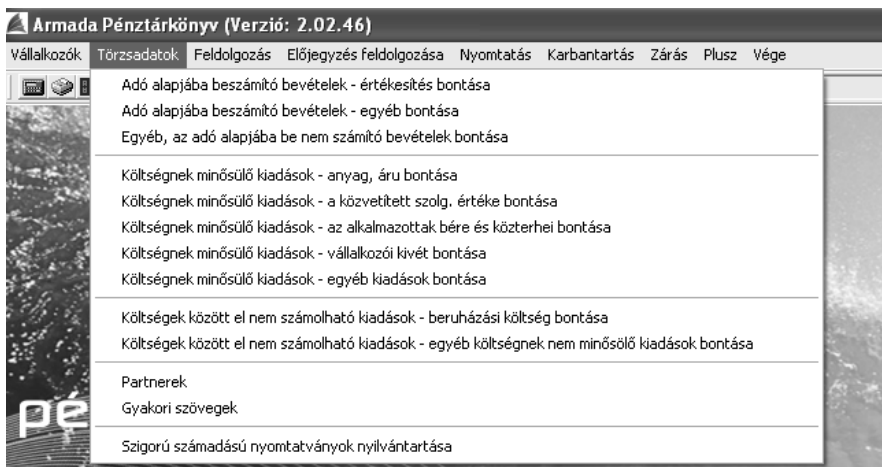 Armada Pénztárkönyv (Verzió: 2.02.46)
Vállalkozók Törzsadatok Feldolgozás Előjegyzés feldolgozása Nyomtatás Karbantartás Zárás Plusz Vége
Adó alapjába beszámító bevételek - értékesítés bontása
Adó alapjába beszámító bevételek - egyéb bontása
Egyéb, az adó alapjába be nem számító bevételek bontása
Költségnek minősülő kiadások - anyag, áru bontása
Költségnek minősülő kiadások - a közvetített szolg. értéke bontása
Költségnek minősülő kiadások - az alkalmazottak bére és közterhei bontása
Költségnek minősülő kiadások - vállalkozói kivét bontása
Költségnek minősülő kiadások - egyéb kiadások bontása
Költségek között el nem számolható kiadások - beruházási költség bontása
Költségek között el nem számolható kiadások - egyéb költségnek nem minősölő kiadások bontása
Partnerek
Gyakori szövegek
pé
Szigorú számadású nyomtatványok nyilvántartása